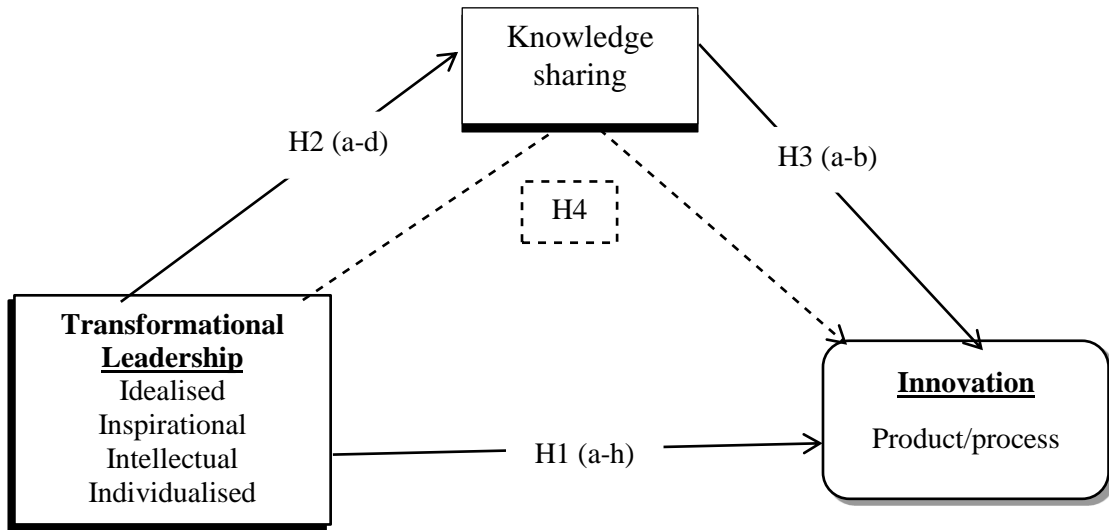 Knowledge
sharing
H2 (a-d)
H3 (a-b)
H4
Transformational
Leadership
Idealised
Inspirational
Intellectual
Individualised
H1 (a-h)
Innovation
Product/process